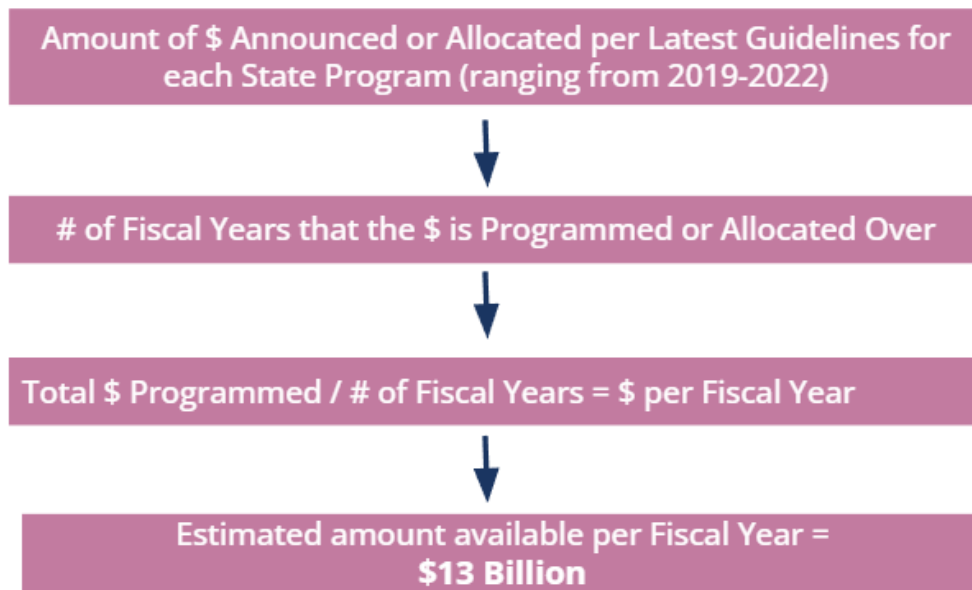 Amount of $ Announced or Allocated per Latest Guidelines for
each State Program (ranging from 2019-2022)
# of Fiscal Years that the $ is Programmed or Allocated Over
Total $ Programmed / # of Fiscal Years = $ per Fiscal Year
Estimated amount available per Fiscal Year =
$13 Billion